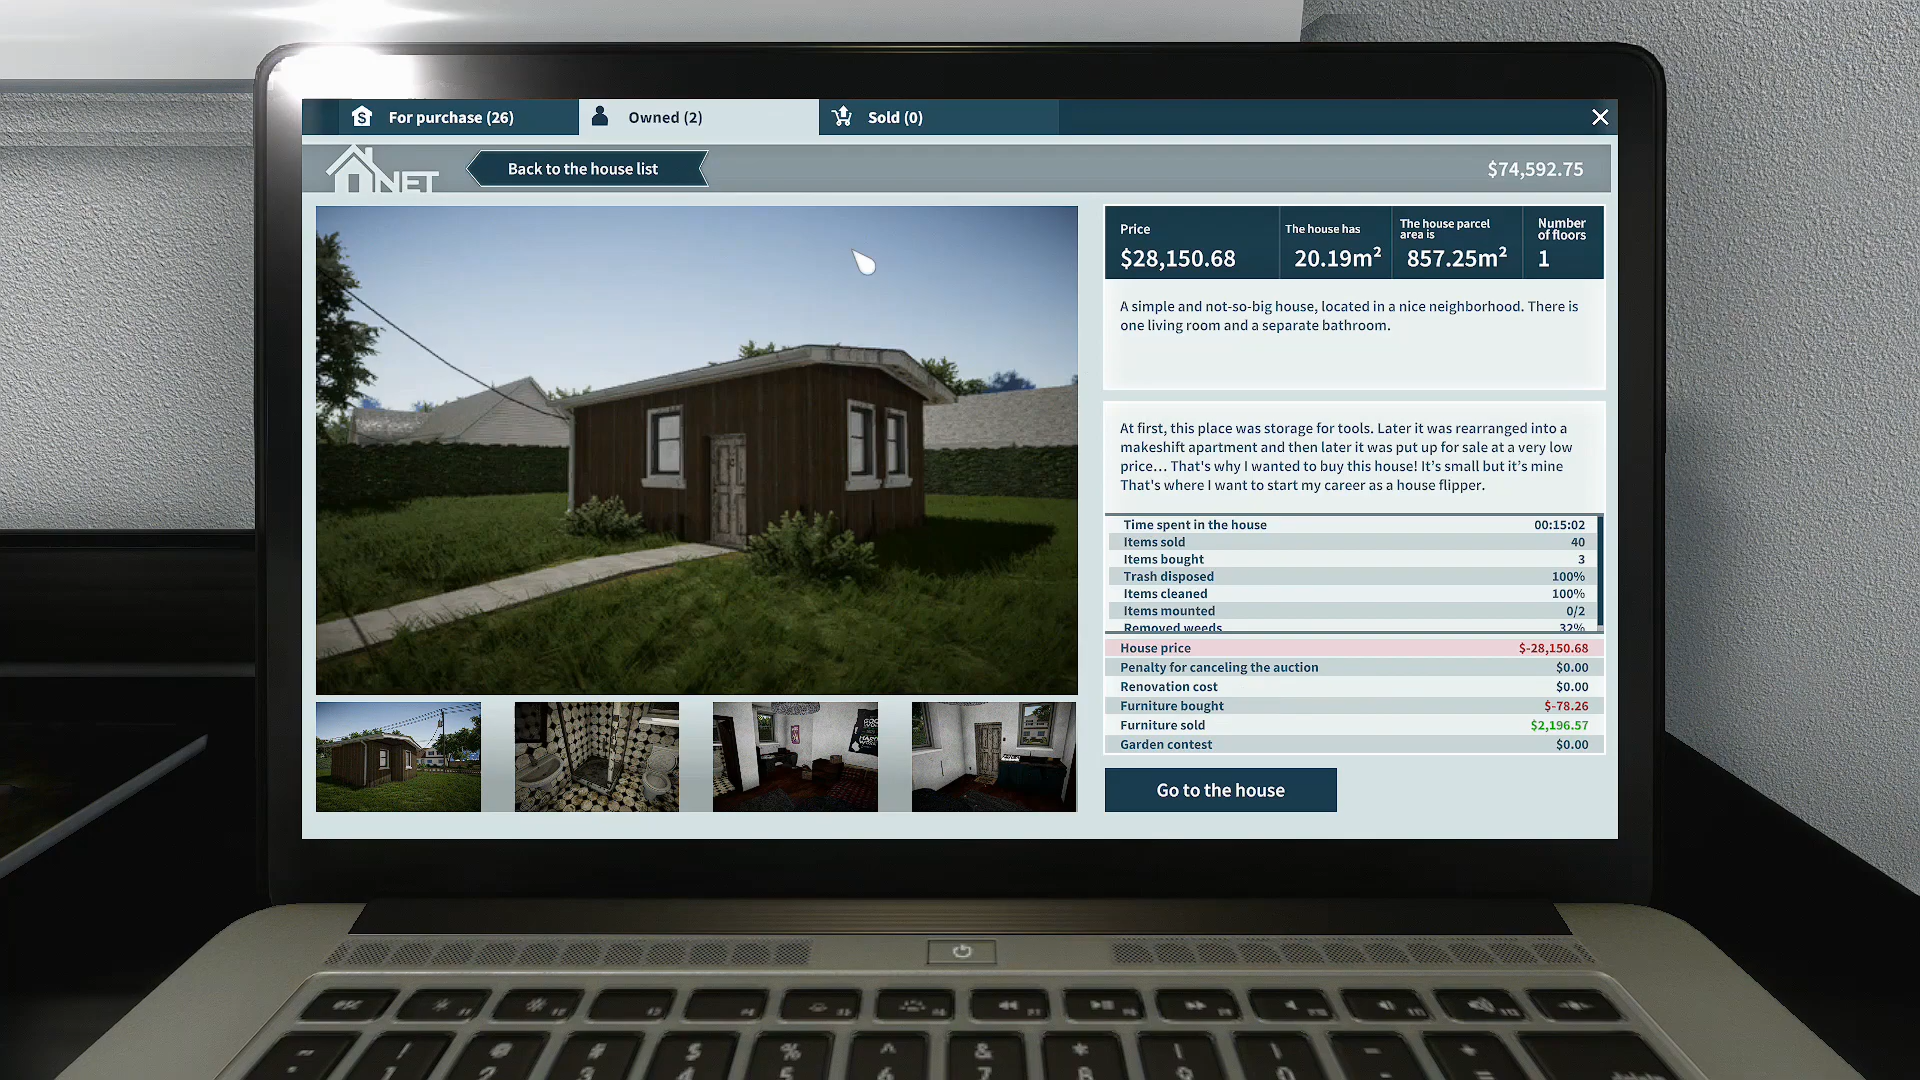 For purchase (26)
Owned (2)
Sold (0)
NET
Back to the house list
$74,592.75
Price
$28,150.68
The house has
20.19m²
The house parcel
area is
857.25m²
Number
of floors
1
A simple and not-so-big house, located in a nice neighborhood. There is
one living room and a separate bathroom.
At first, this place was storage for tools. Later it was rearranged into a
makeshift apartment and then later it was put up for sale at a very low
price... That's why I wanted to buy this house! It's small but it's mine
That's where I want to start my career as a house flipper.
Time spent in the house 00:15:02
Items sold 40
Items bought 3
Trash disposed 100%
Items cleaned 100%
Items mounted 0/2
Removed weeds 32%
House price $-28,150.68
Penalty for canceling the auction $0.00
Renovation cost $0.00
Furniture bought $-78.26
Furniture sold $2,196.57
Garden contest $0.00
Go to the house
esc